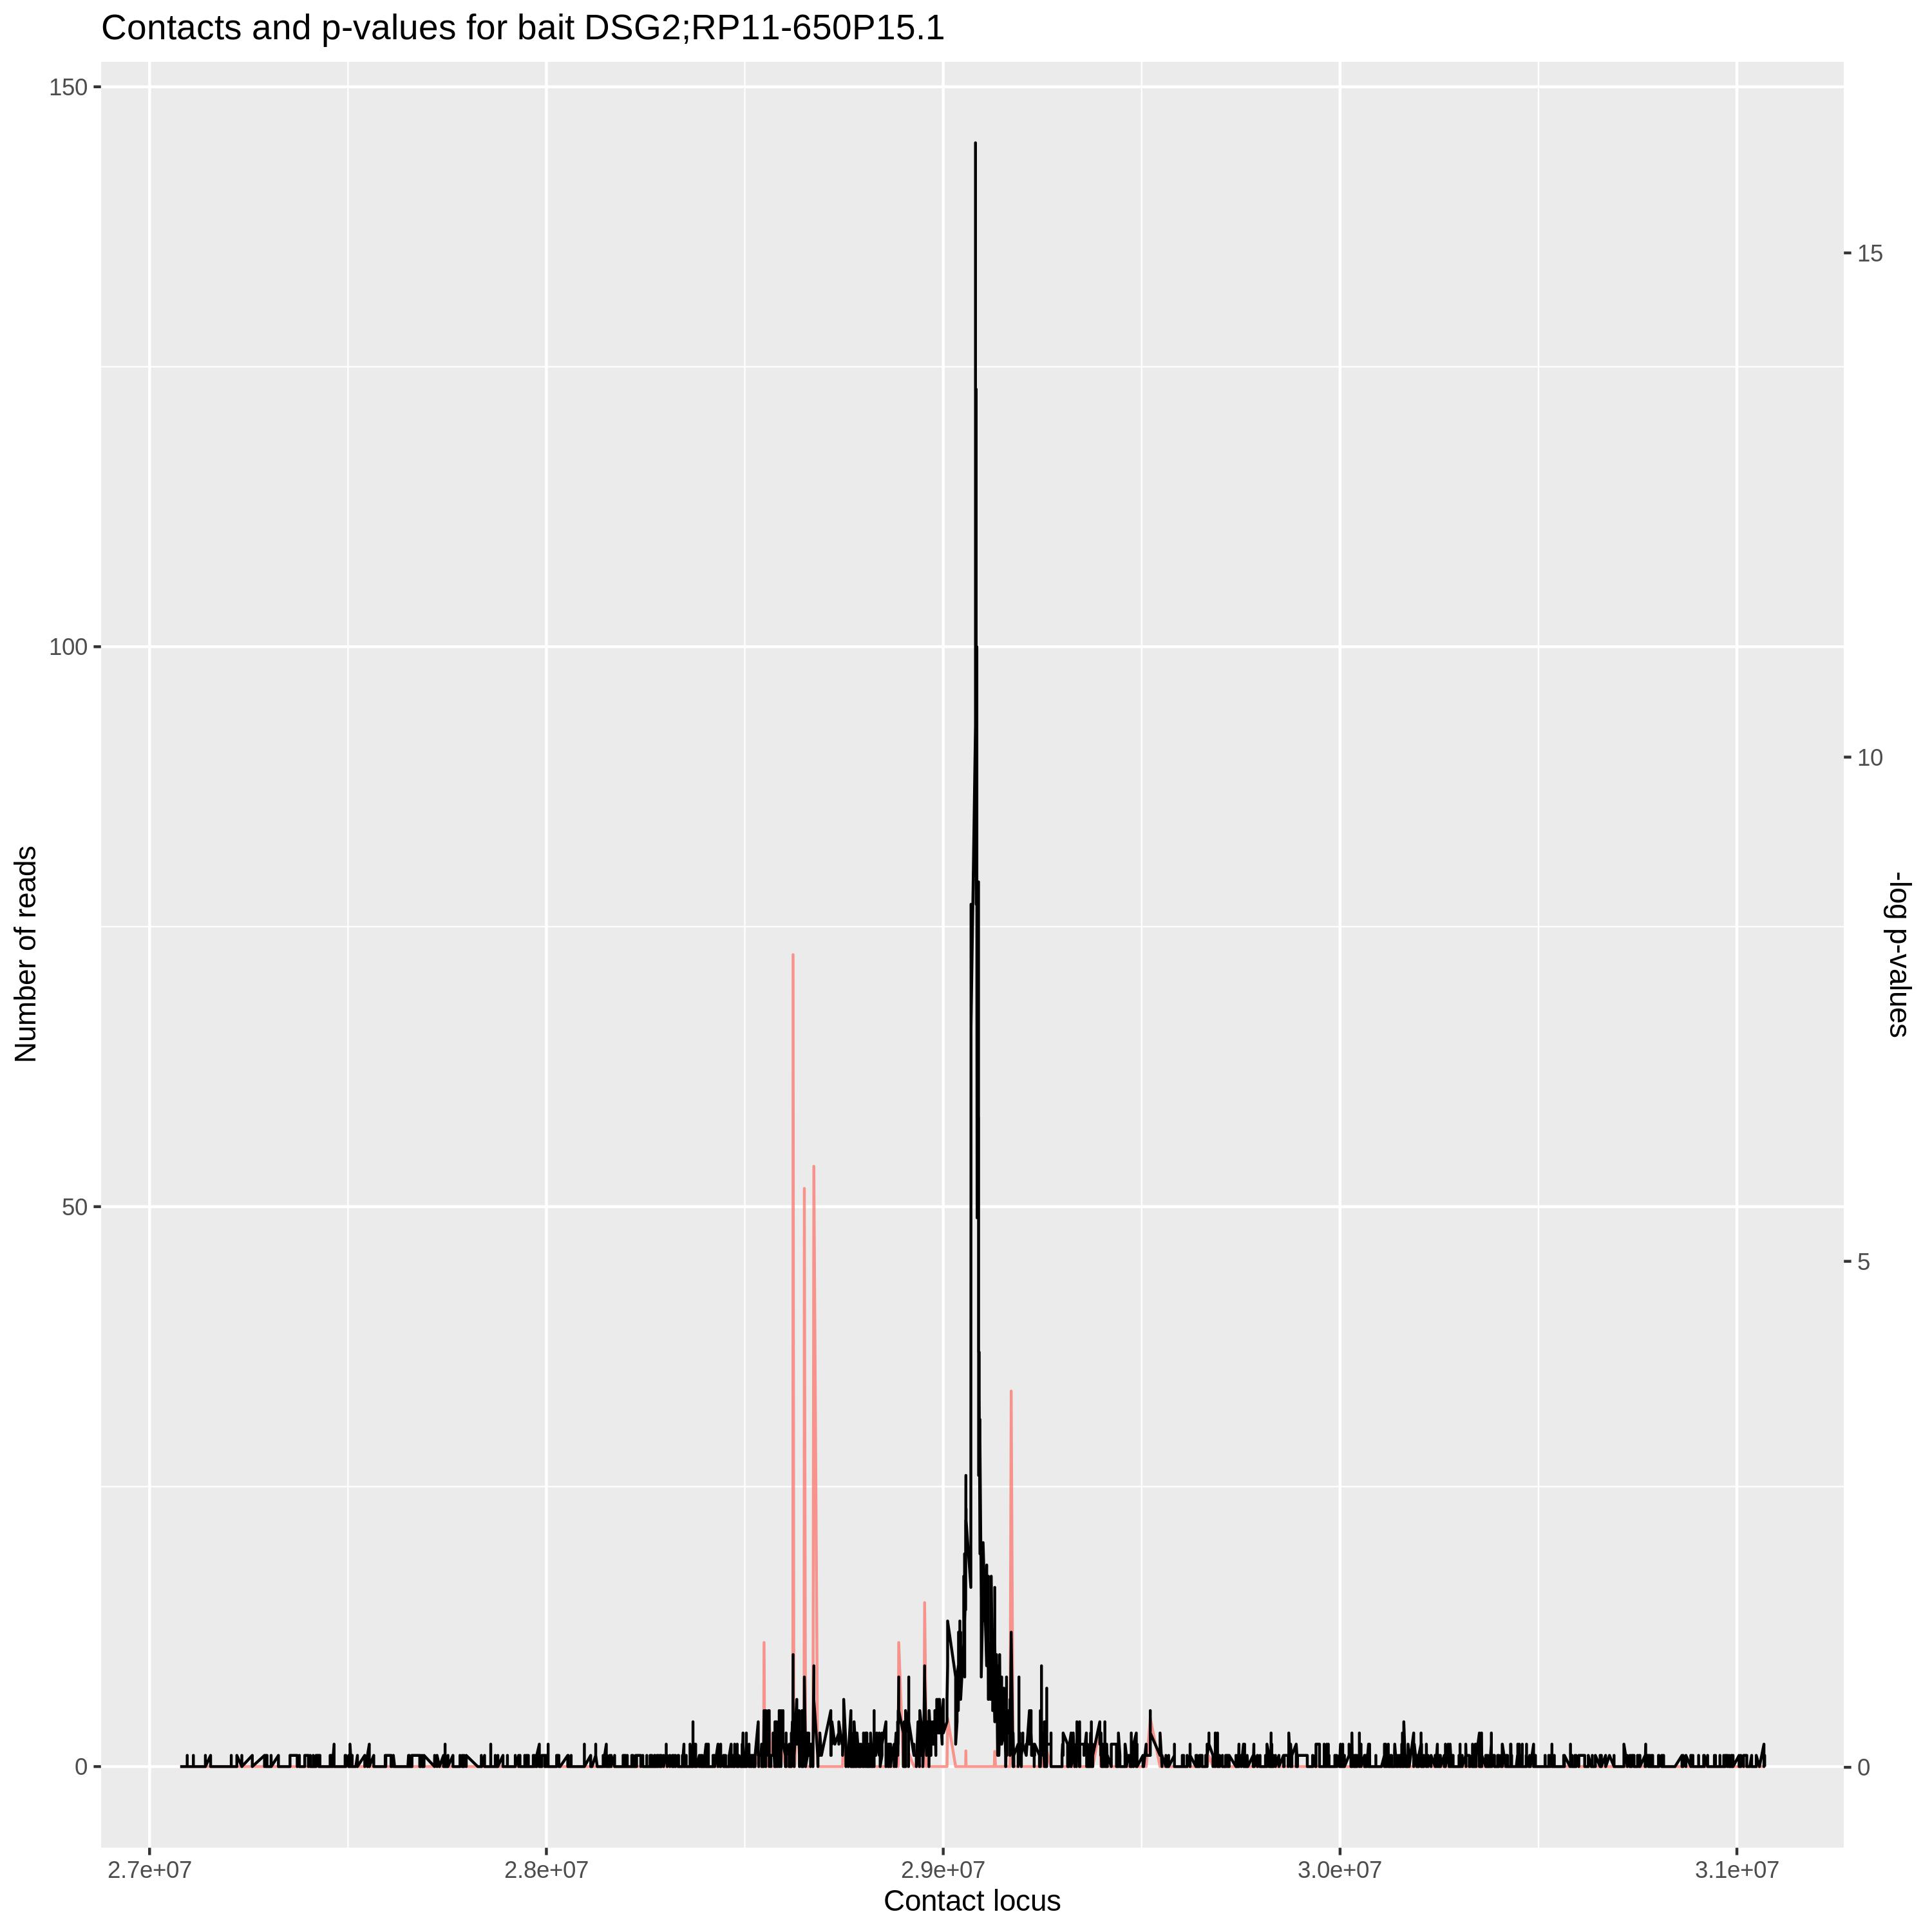 Contacts and p-values for bait DSG2;RP11-650P15.1
150
100
50
0
Number of reads
15
10
5
0
-log p-values
2.7e+07
2.8e+07
2.9e+07
3.0e+07
3.1e+07
Contact locus